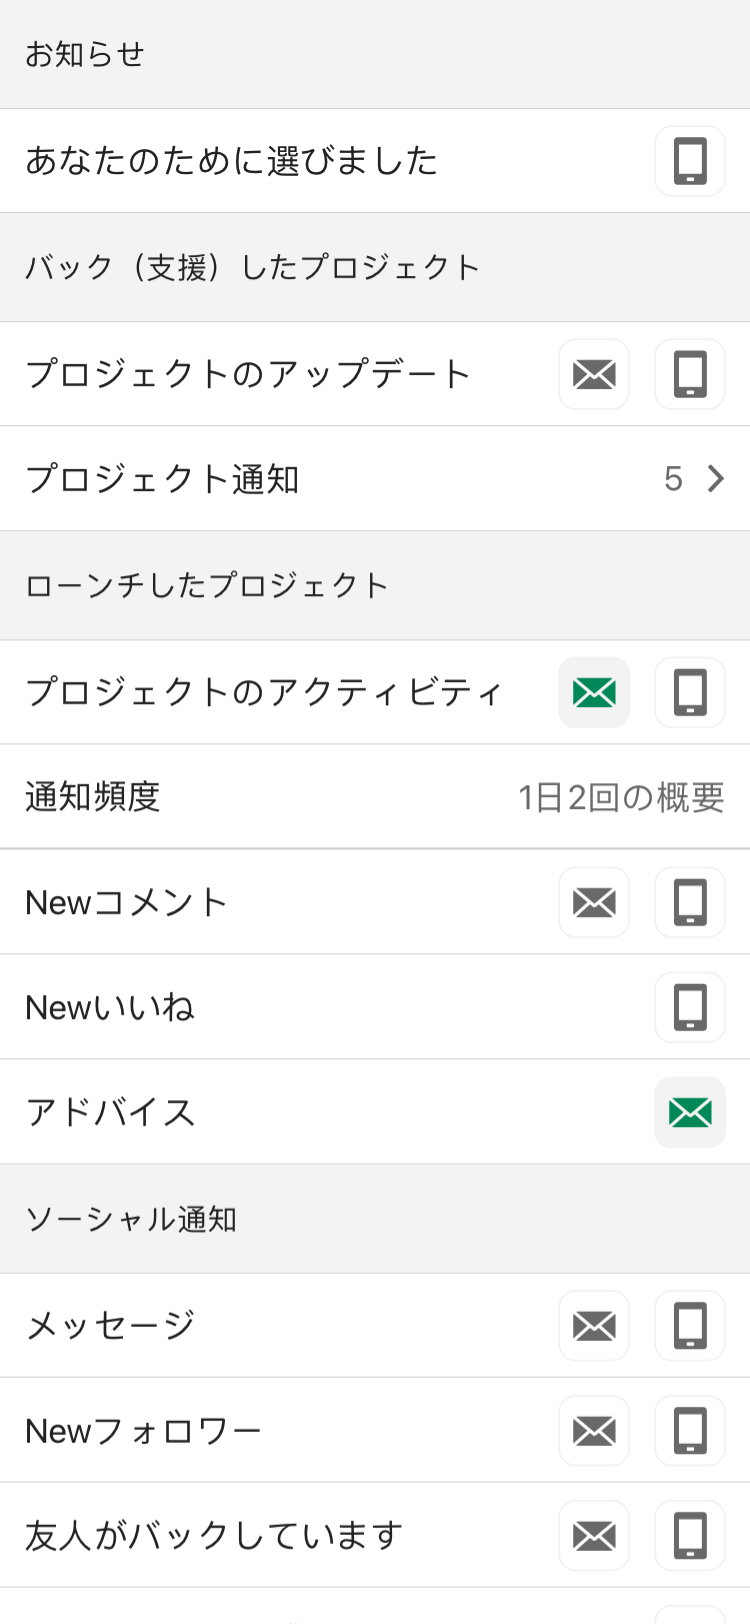 お知らせ
あなたのために選びました
バック（支援）したプロジェクト
プロジェクトのアップデート
プロジェクト通知 5
ローンチしたプロジェクト
プロジェクトのアクティビティ
通知頻度 1日2回の概要
Newコメント
Newいいね
アドバイス
ソーシャル通知
メッセージ
Newフォロワー
友人がバックしています